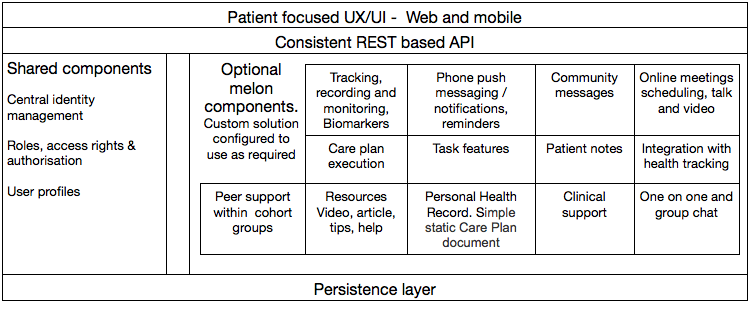 Patient focused UX/UI - Web and mobile
Consistent REST based API
Shared components
Central identity
management
Roles, access rights &
authorisation
User profiles
Optional
melon
components.
Custom solution
configured to
use as required
Tracking,
recording and
monitoring,
Biomarkers
Phone push
messaging /
notifications,
reminders
Community
messages
Online meetings
scheduling, talk
and video
Care plan
execution
Task features
Patient notes
Integration with
health tracking
Peer support
within cohort
groups
Resources
Video, article,
tips, help
Personal Health
Record. Simple
static Care Plan
document
Clinical
support
One on one and
group chat
Persistence layer